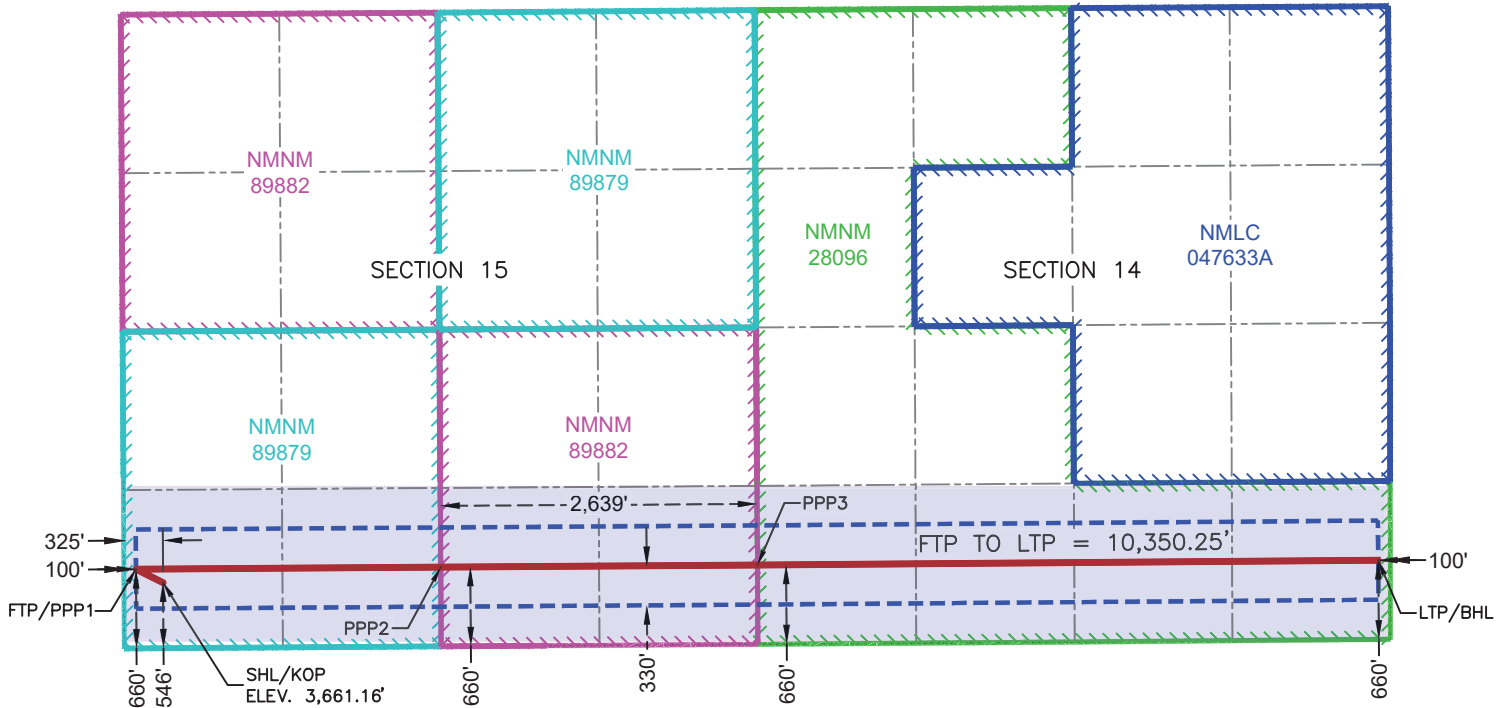 NMNM
89882
NMNM
89879
NMNM
28096
NMLC
047633A
SECTION 15
SECTION 14
NMNM
89879
NMNM
89882
2,639'
PPP3
325'
FTP TO LTP = 10,350.25'
100'
100'
FTP/PPP1
PPP2
LTP/BHL
SHL/KOP
ELEV. 3,661.16'
660'
546'
660'
330'
660'
660'